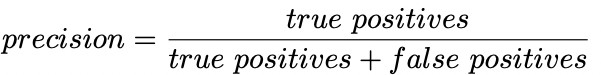 precision = true positives / true positives + false positives